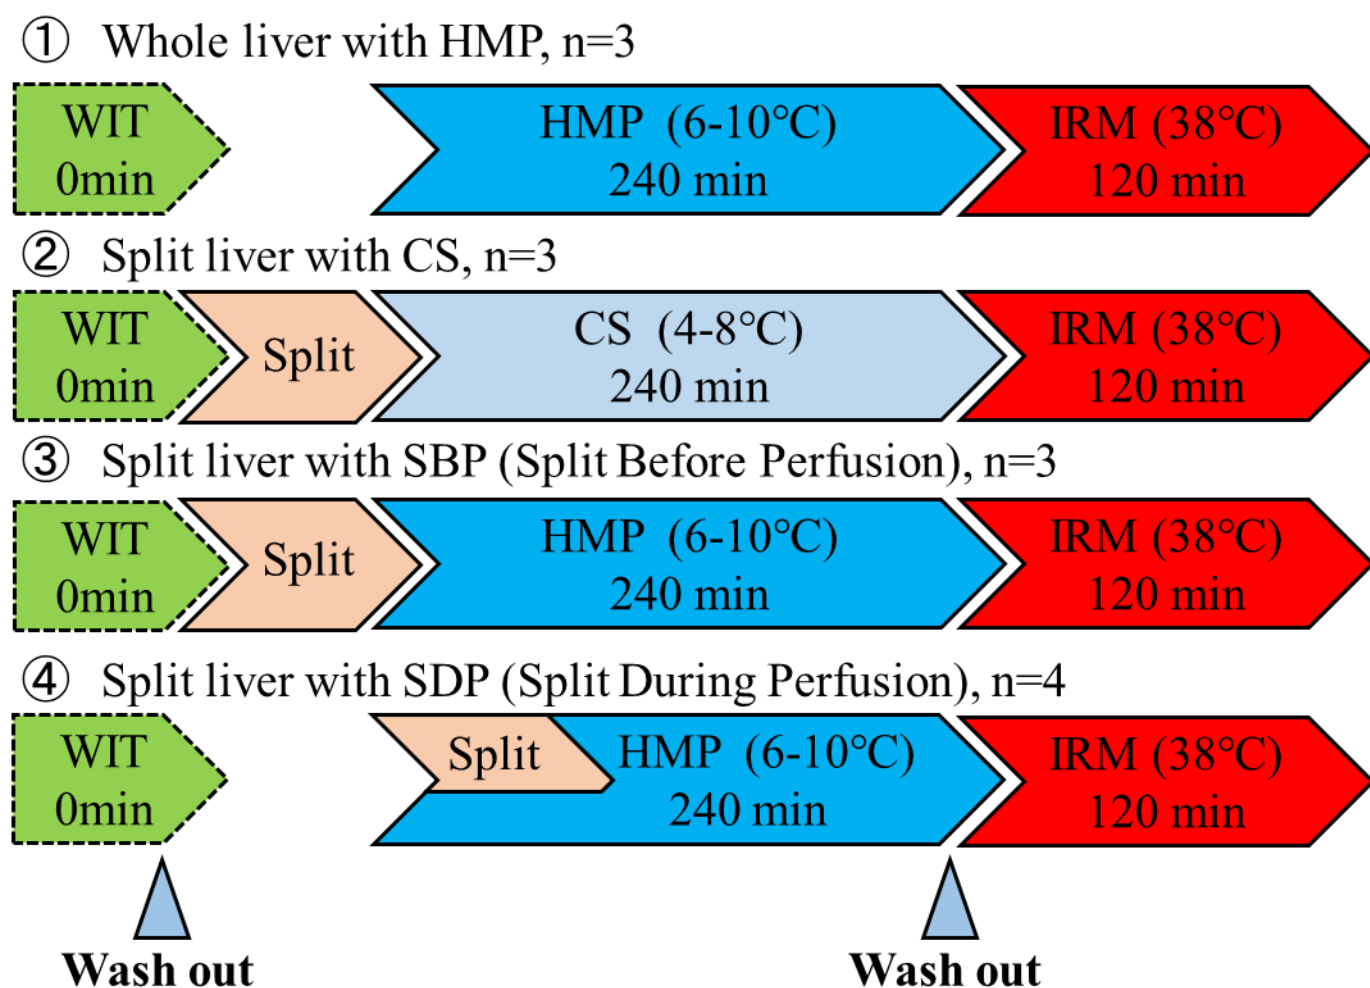 ① Whole liver with HMP, n=3
WIT
0min
HMP (6-10℃)
240 min
IRM (38℃)
120 min
② Split liver with CS, n=3
WIT
0min
Split
CS (4-8℃)
240 min
IRM (38℃)
120 min
③ Split liver with SBP (Split Before Perfusion), n=3
WIT
0min
Split
HMP (6-10℃)
240 min
IRM (38℃)
120 min
④ Split liver with SDP (Split During Perfusion), n=4
WIT
0min
Split
HMP (6-10℃)
240 min
IRM (38℃)
120 min
Wash out
Wash out